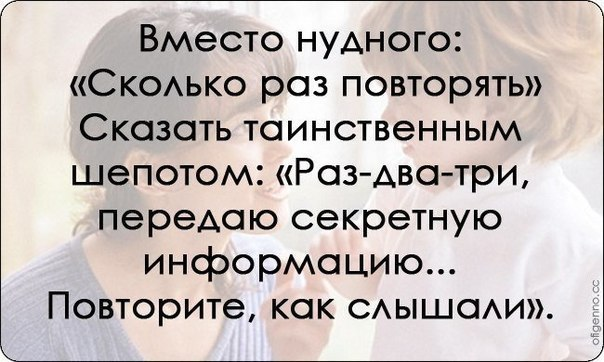 Вместо нудного:
«Сколько раз повторять»
Сказать таинственным
шепотом: «Раз-два-три,
передаю секретную
информацию...
Повторите, как слышали».
ofigenno.cc